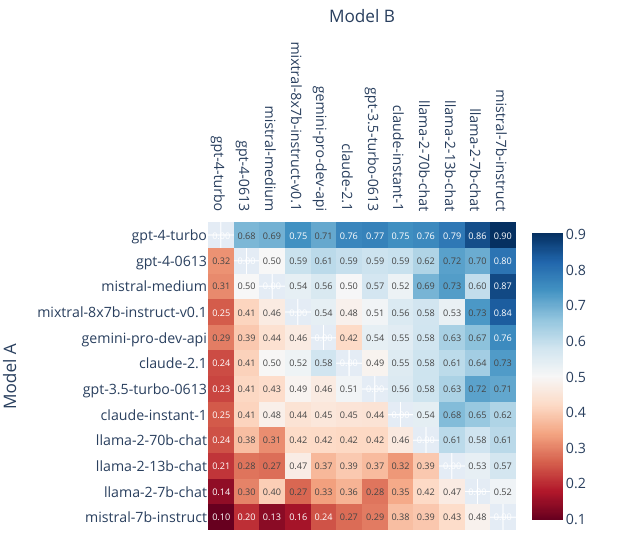 Model B
gpt-4-turbo
gpt-4-0613
mistral-medium
mixtral-8x7b-instruct-v0.1
gemini-pro-dev-api
claude-2.1
gpt-3.5-turbo-0613
claude-instant-1
llama-2-70b-chat
llama-2-13b-chat
llama-2-7b-chat
mistral-7b-instruct
Model A
gpt-4-turbo 0.68 0.69 0.75 0.71 0.76 0.77 0.75 0.76 0.79 0.86 0.90
gpt-4-0613 0.32 0.50 0.59 0.61 0.59 0.59 0.59 0.62 0.72 0.70 0.80
mistral-medium 0.31 0.50 0.54 0.56 0.50 0.57 0.52 0.69 0.73 0.60 0.87
mixtral-8x7b-instruct-v0.1 0.25 0.41 0.46 0.54 0.48 0.51 0.56 0.58 0.53 0.73 0.84
gemini-pro-dev-api 0.29 0.39 0.44 0.46 0.42 0.54 0.55 0.58 0.63 0.67 0.76
claude-2.1 0.24 0.41 0.50 0.52 0.58 0.49 0.55 0.58 0.61 0.64 0.73
gpt-3.5-turbo-0613 0.23 0.41 0.43 0.49 0.46 0.51 0.56 0.58 0.63 0.72 0.71
claude-instant-1 0.25 0.41 0.48 0.44 0.45 0.45 0.44 0.54 0.68 0.65 0.62
llama-2-70b-chat 0.24 0.38 0.31 0.42 0.42 0.42 0.42 0.46 0.61 0.58 0.61
llama-2-13b-chat 0.21 0.28 0.27 0.47 0.37 0.39 0.37 0.32 0.39 0.53 0.57
llama-2-7b-chat 0.14 0.30 0.40 0.27 0.33 0.36 0.28 0.35 0.42 0.47 0.52
mistral-7b-instruct 0.10 0.20 0.13 0.16 0.24 0.27 0.29 0.38 0.39 0.43 0.48
0.9
0.8
0.7
0.6
0.5
0.4
0.3
0.2
0.1